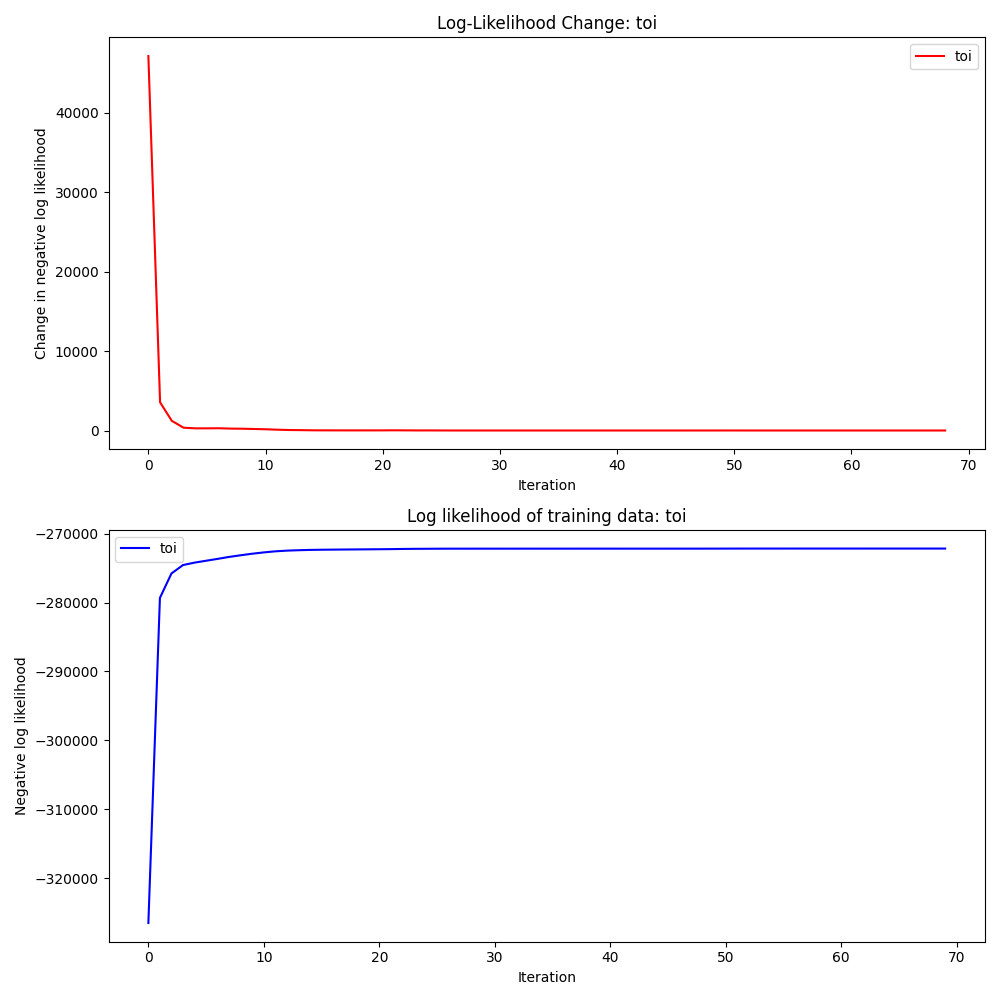 Log-Likelihood Change: toi
toi
Change in negative log likelihood
40000
30000
20000
10000
0
0 10 20 30 40 50 60 70
Iteration
Log likelihood of training data: toi
toi
Negative log likelihood
−270000
−280000
−290000
−300000
−310000
−320000
0 10 20 30 40 50 60 70
Iteration